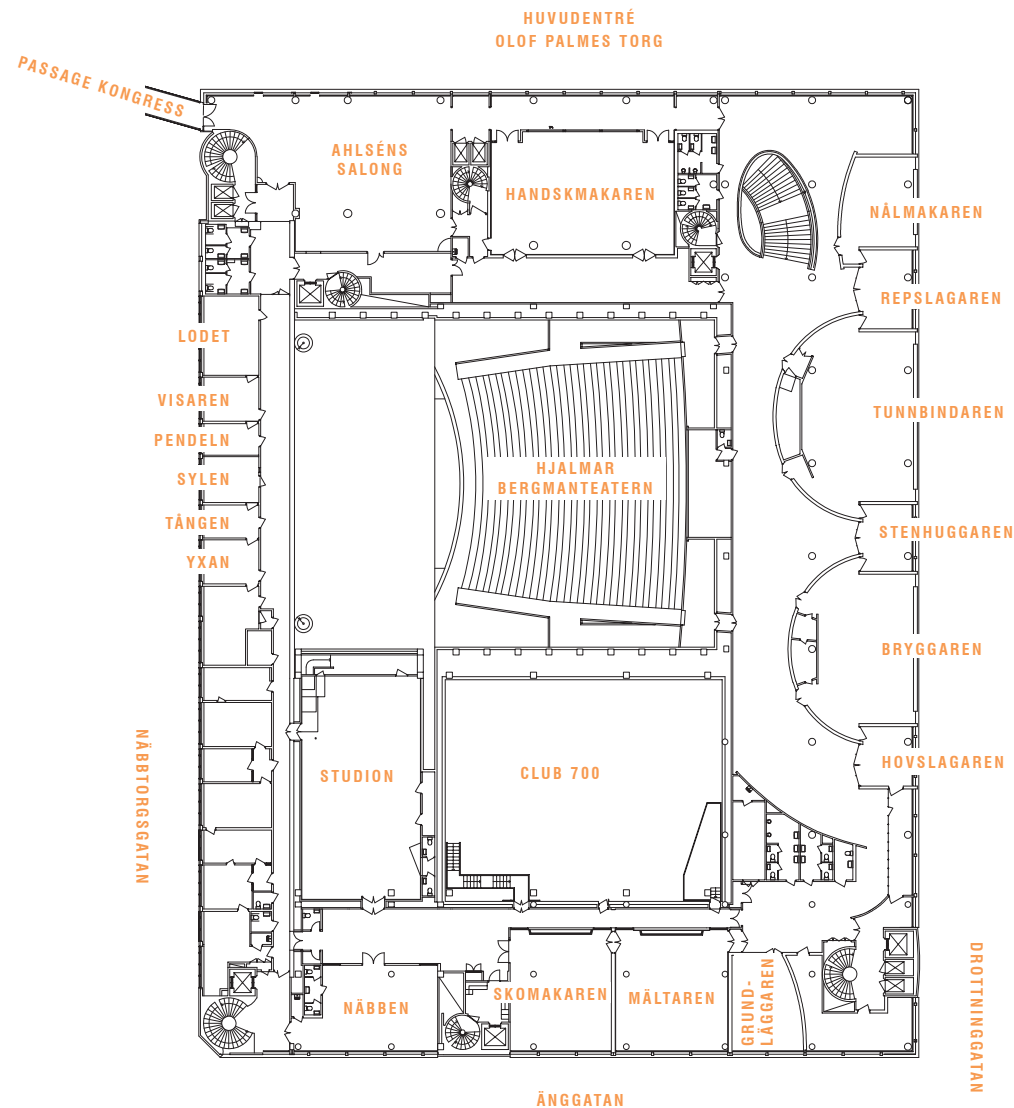 HUVUDENTRÉ
OLOF PALMES TORG
PASSAGE KONGRESS
AHLSÉNS
SALONG
HANDSKMAKAREN
NÅLMAKAREN
REPSLAGAREN
LODET
VISAREN
TUNNBINDAREN
PENDELN
HJALMAR
BERGMANTEATERN
SYLEN
TÅNGEN
STENHUGGAREN
YXAN
BRYGGAREN
NÄBBTORGSGATAN
STUDION
CLUB 700
HOVSLAGAREN
NÄBBEN
SKOMAKAREN
MÄLTAREN
GRUND-
LÄGGAREN
DROTTNINGGATAN
ÄNGGATAN